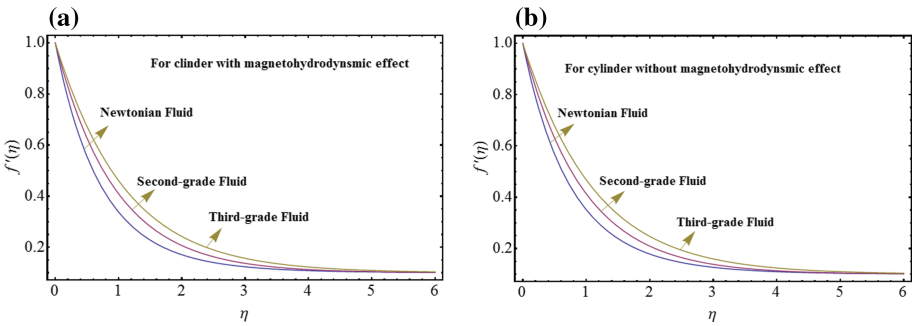 (a)
For clinder with magnetohydrodynsmic effect
Newtonian Fluid
Second-grade Fluid
Third-grade Fluid
f′(η)
1.0
0.8
0.6
0.4
0.2
0
1
2
3
4
5
6
η
(b)
For cylinder without magnetohydrodynsmic effect
Newtonian Fluid
Second-grade Fluid
Third-grade Fluid
f′(η)
1.0
0.8
0.6
0.4
0.2
0
1
2
3
4
5
6
η